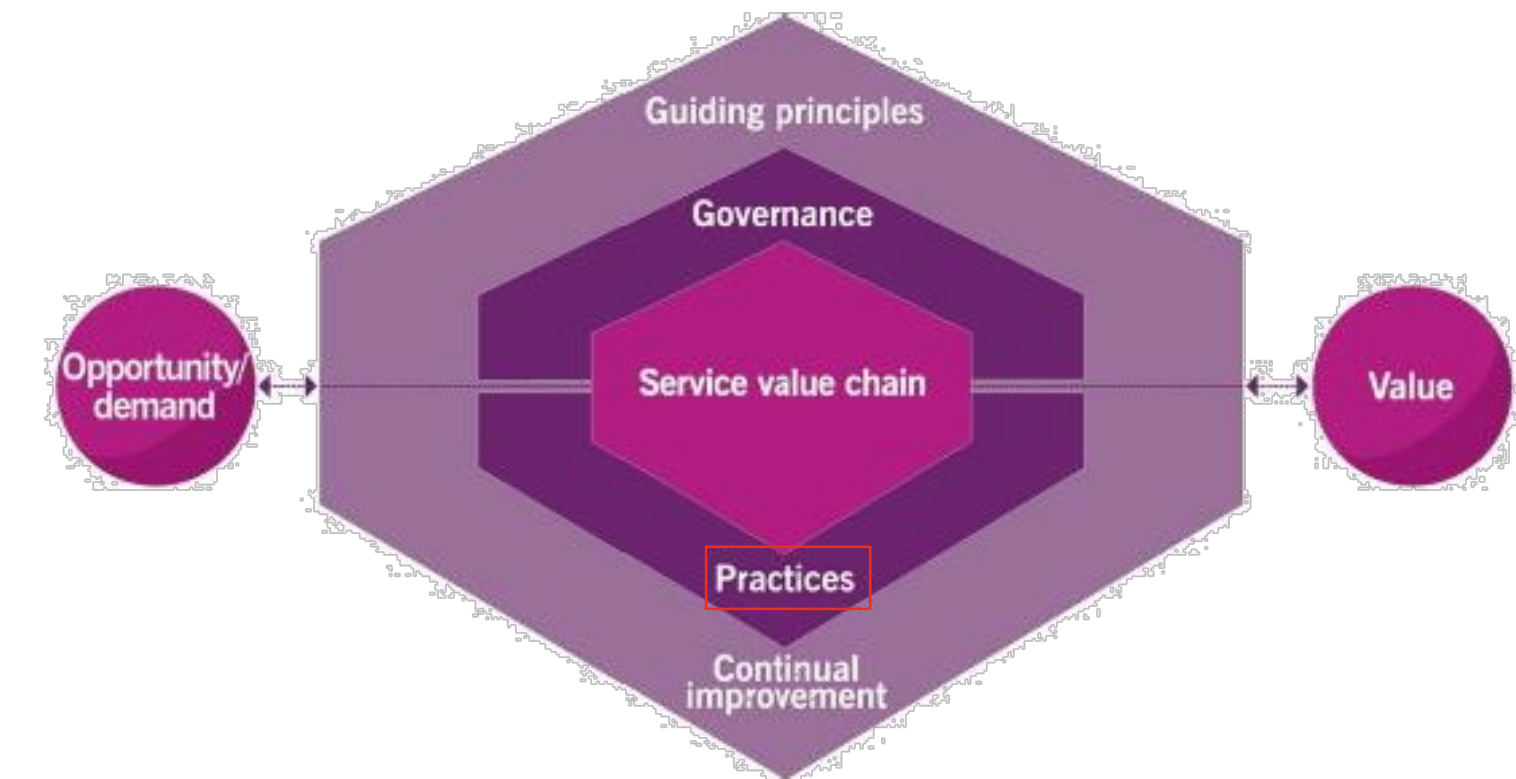 Guiding principles
Governance
Opportunity/
demand
Service value chain
Value
Practices
Continual
improvement